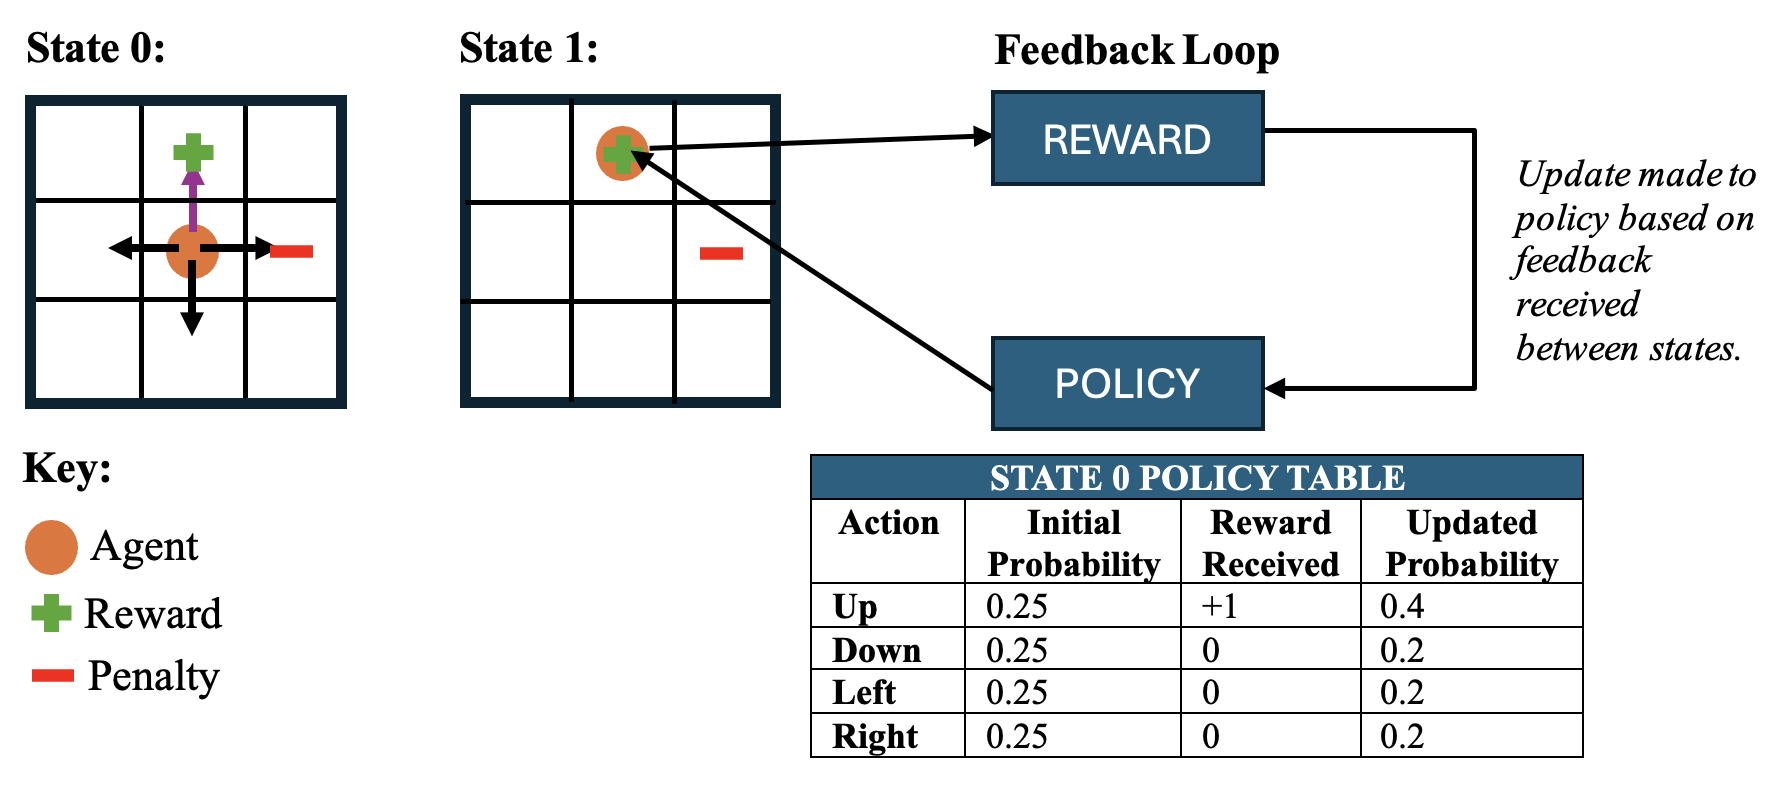 State 0:
State 1:
Feedback Loop
REWARD
Update made to
policy based on
feedback
received
between states.
POLICY
Key:
Agent
Reward
Penalty
STATE 0 POLICY TABLE
Action Initial Probability Reward Received Updated Probability
Up 0.25 +1 0.4
Down 0.25 0 0.2
Left 0.25 0 0.2
Right 0.25 0 0.2